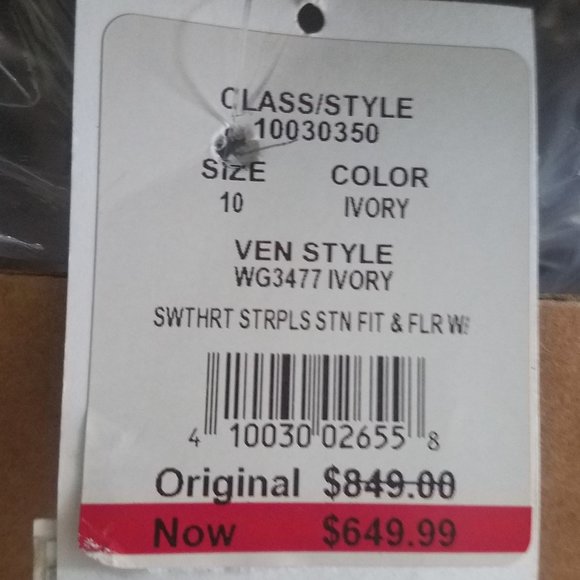 CLASS/STYLE
10030350
SIZE COLOR
10 IVORY
VEN STYLE
WG3477 IVORY
SWTHRT STRPLS STN FIT & FLR
4 10030 02655 8
Original $849.00
Now $649.99